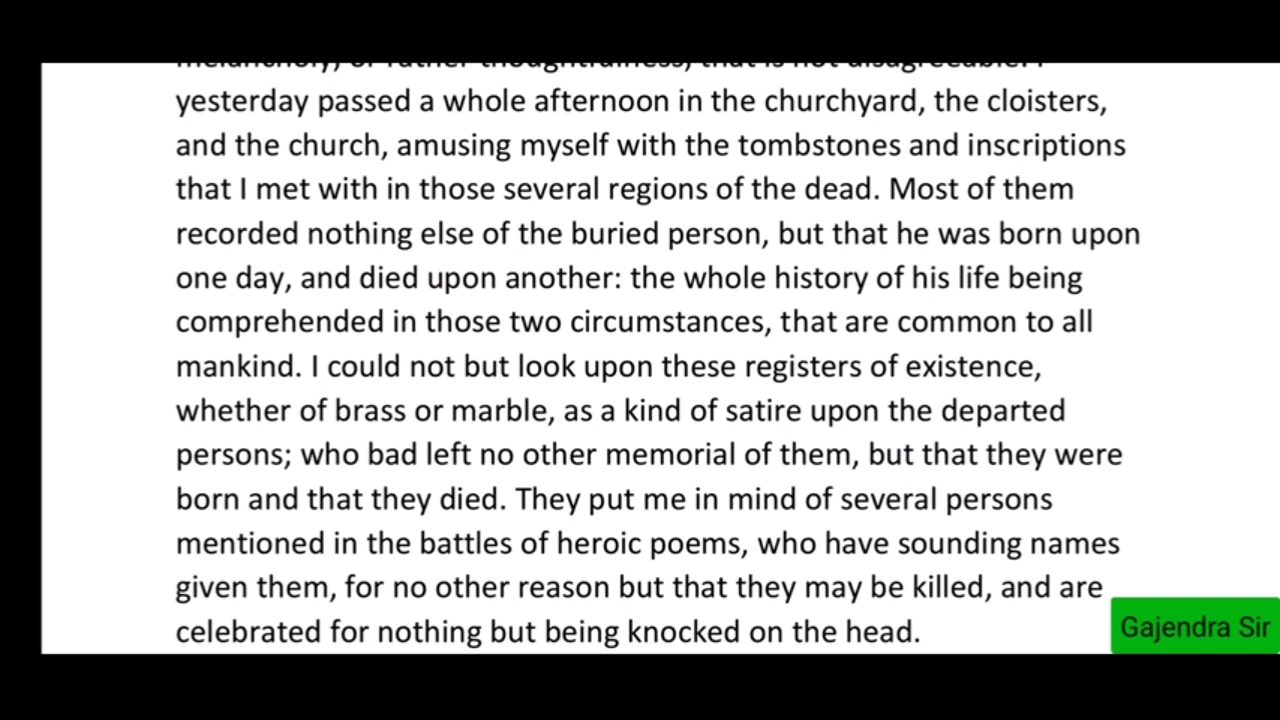 melancholy, or rather thoughtfulness, that is not disagreeable. I
yesterday passed a whole afternoon in the churchyard, the cloisters,
and the church, amusing myself with the tombstones and inscriptions
that I met with in those several regions of the dead. Most of them
recorded nothing else of the buried person, but that he was born upon
one day, and died upon another: the whole history of his life being
comprehended in those two circumstances, that are common to all
mankind. I could not but look upon these registers of existence,
whether of brass or marble, as a kind of satire upon the departed
persons; who bad left no other memorial of them, but that they were
born and that they died. They put me in mind of several persons
mentioned in the battles of heroic poems, who have sounding names
given them, for no other reason but that they may be killed, and are
celebrated for nothing but being knocked on the head.
Gajendra Sir